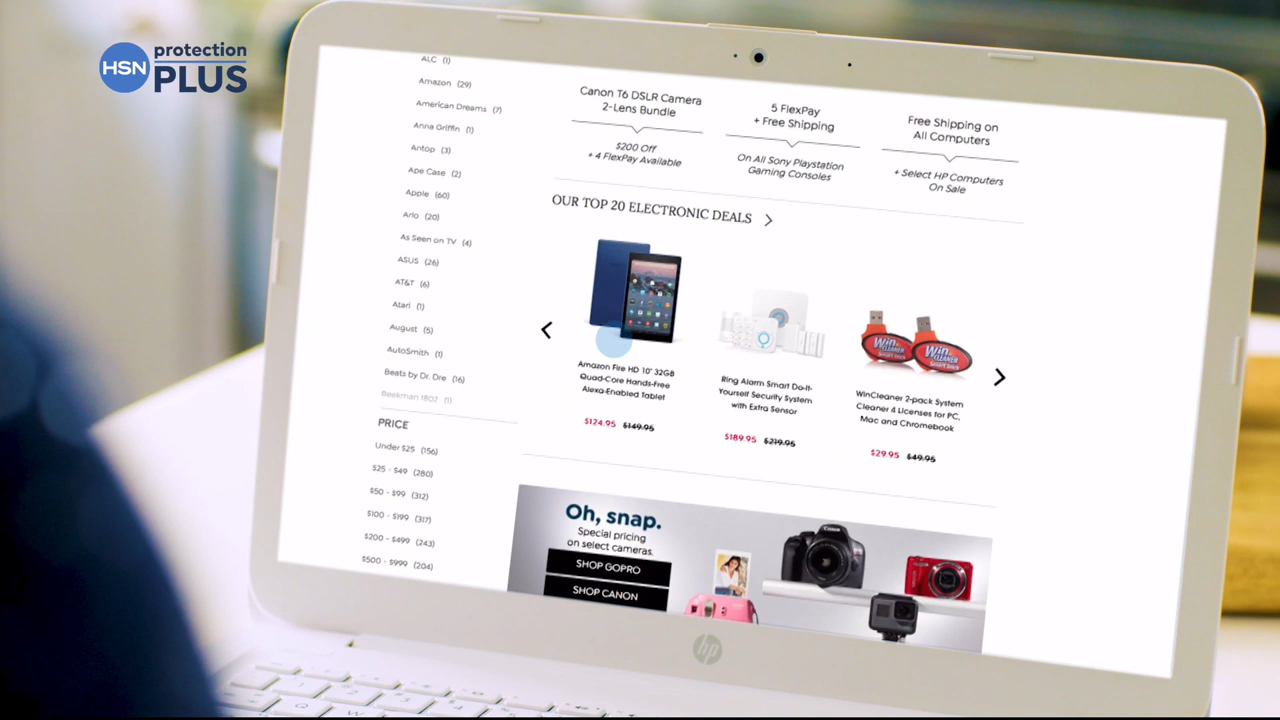 HSN protection
PLUS
ALC (1)
Amazon (29)
American Dreams (7)
Anna Griffin (1)
Antop (3)
Ape Case (2)
Apple (60)
Arlo (20)
As Seen on TV (4)
ASUS (26)
AT&T (6)
Atari (1)
August (5)
AutoSmith (1)
Beats by Dr. Dre (16)
Beekman 1802 (1)
PRICE
Under $25 (156)
$25 - $49 (280)
$50 - $99 (312)
$100 - $199 (317)
$200 - $499 (243)
$500 - $999 (204)
Canon T6 DSLR Camera
2-Lens Bundle
$200 Off
+ 4 FlexPay Available
5 FlexPay
+ Free Shipping
On All Sony Playstation
Gaming Consoles
Free Shipping on
All Computers
+ Select HP Computers
On Sale
OUR TOP 20 ELECTRONIC DEALS
Amazon Fire HD 10" 32GB
Quad-Core Hands-Free
Alexa-Enabled Tablet
$124.95 $149.95
Ring Alarm Smart Do-It-
Yourself Security System
with Extra Sensor
$189.95 $219.95
Win
CLEANER
Win
CLEANER
WinCleaner 2-pack System
Cleaner 4 Licenses for PC,
Mac and Chromebook
$29.95 $49.95
Oh, snap.
Special pricing
on select cameras.
SHOP GOPRO
SHOP CANON
Canon
hp